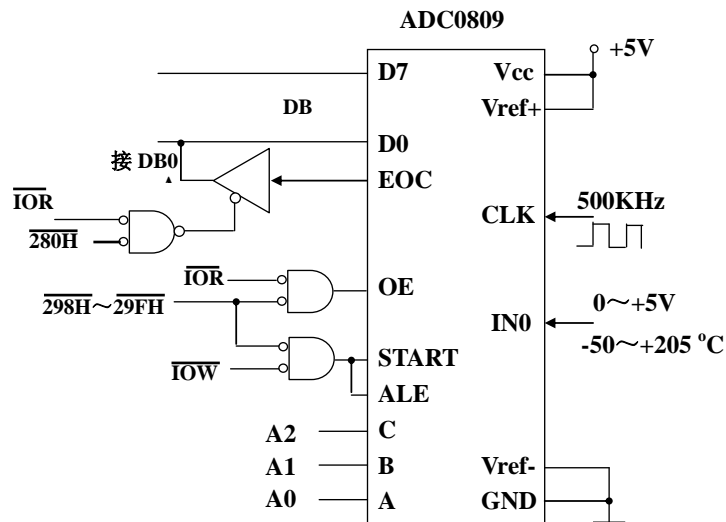 ADC0809
D7
Vcc
+5V
DB
Vref+
D0
接 DB0
EOC
IOR
280H
CLK
500KHz
IOR
OE
298H～29FH
IN0
0～+5V
-50～+205 °C
START
IOW
ALE
A2
C
A1
B
Vref-
A0
A
GND